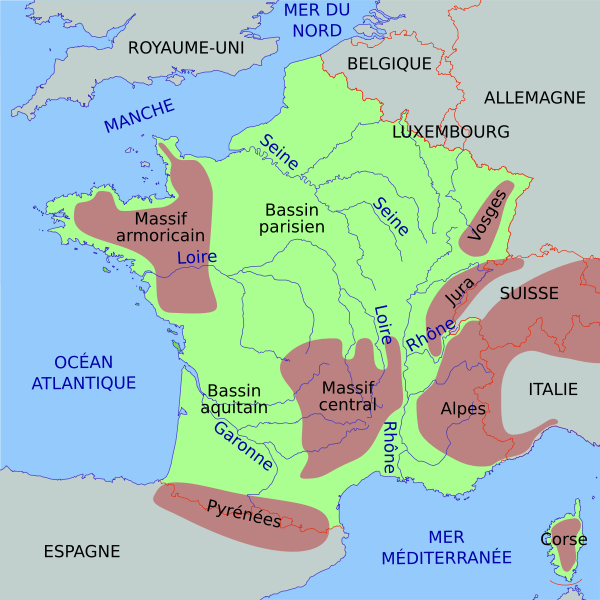 MER DU
NORD
ROYAUME-UNI
BELGIQUE
ALLEMAGNE
MANCHE
LUXEMBOURG
Seine
Massif
armoricain
Bassin
parisien
Seine
Vosges
Loire
Jura
SUISSE
Loire
Rhône
OCÉAN
ATLANTIQUE
Bassin
aquitain
Massif
central
Alpes
ITALIE
Garonne
Rhône
Pyrénées
ESPAGNE
MER
MÉDITERRANÉE
Corse